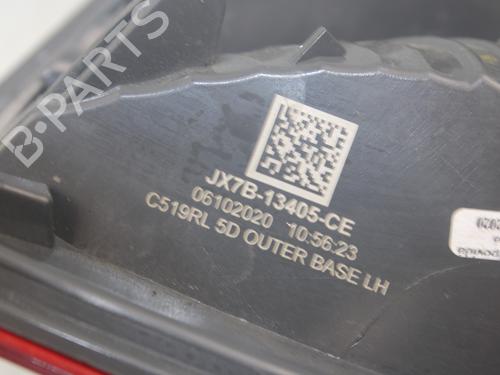 B-PARTS
JX7B-13405-CE
06102020 10:56:23
C519RL 5D OUTER BASE LH